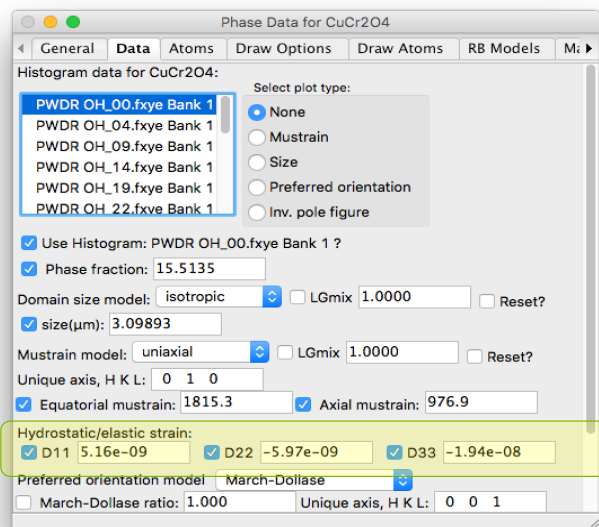 Phase Data for CuCr2O4
General Data Atoms Draw Options Draw Atoms RB Models Ma
Histogram data for CuCr2O4:
Select plot type:
PWDR OH_00.fxye Bank 1
PWDR OH_04.fxye Bank 1
PWDR OH_09.fxye Bank 1
PWDR OH_14.fxye Bank 1
PWDR OH_19.fxye Bank 1
PWDR OH_22.fxye Bank 1
None
Mustrain
Size
Preferred orientation
Inv. pole figure
Use Histogram: PWDR OH_00.fxye Bank 1 ?
Phase fraction: 15.5135
Domain size model: isotropic LGmix 1.0000 Reset?
size(μm): 3.09893
Mustrain model: uniaxial LGmix 1.0000 Reset?
Unique axis, H K L: 0 1 0
Equatorial mustrain: 1815.3 Axial mustrain: 976.9
Hydrostatic/elastic strain:
D11 5.16e-09 D22 -5.97e-09 D33 -1.94e-08
Preferred orientation model March-Dollase
March-Dollase ratio: 1.000 Unique axis, H K L: 0 0 1